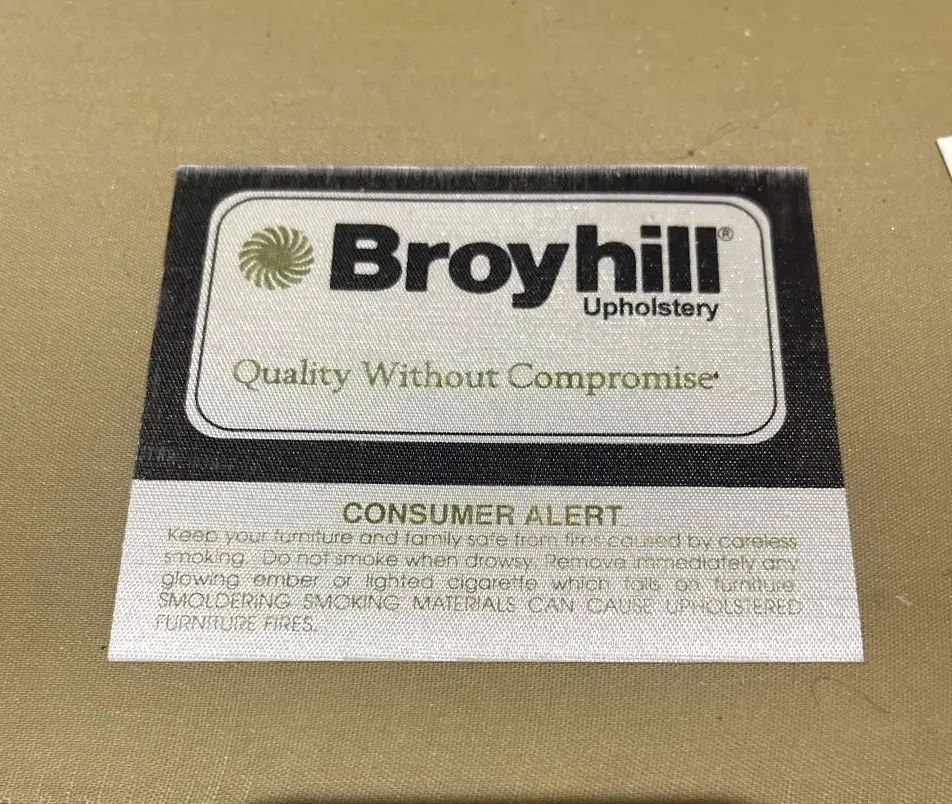 Broyhill®
Upholstery
Quality Without Compromise
CONSUMER ALERT
Keep your furniture and family safe from fires caused by careless
smoking. Do not smoke when drowsy. Remove immediately any
glowing ember or lighted cigarette which falls on furniture.
SMOLDERING SMOKING MATERIALS CAN CAUSE UPHOLSTERED
FURNITURE FIRES.